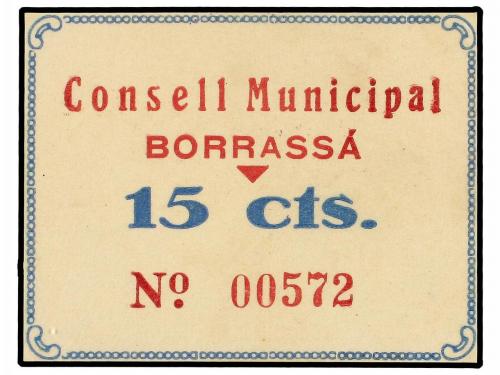 Consell Municipal
BORRASSÁ
15 cts.
Nº 00572